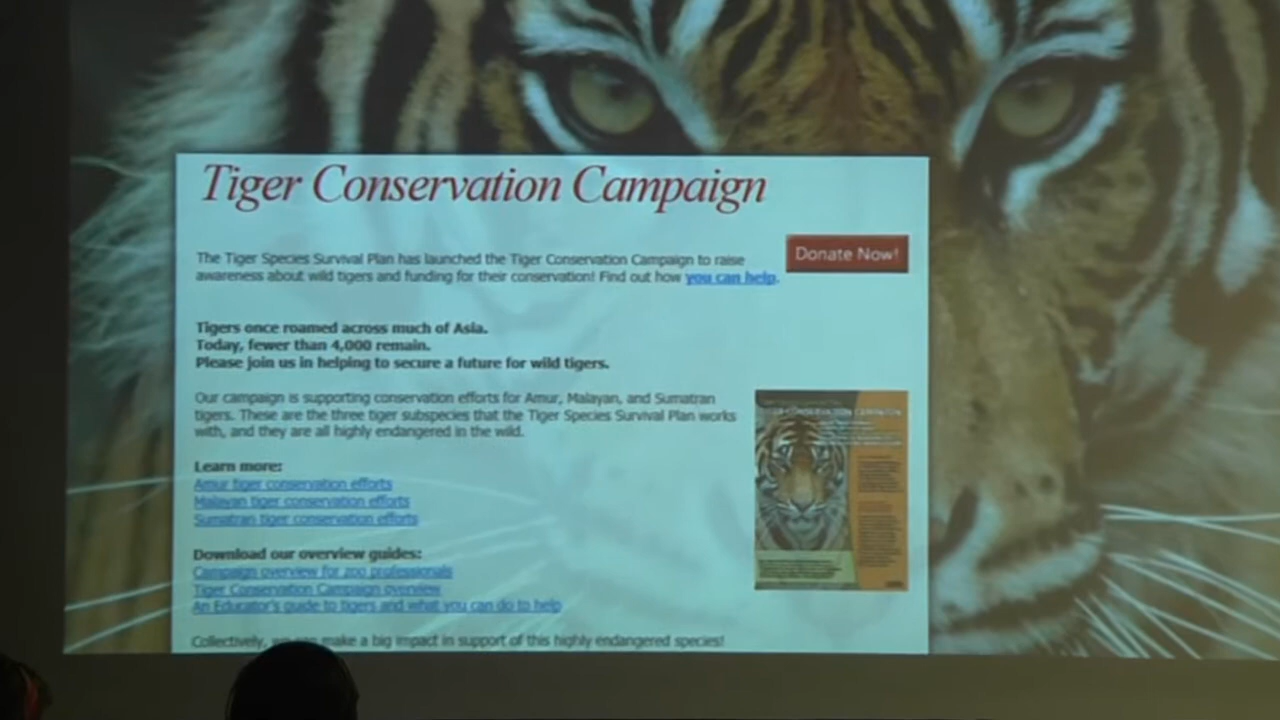 Tiger Conservation Campaign
Donate Now!
The Tiger Species Survival Plan has launched the Tiger Conservation Campaign to raise
awareness about wild tigers and funding for their conservation! Find out how you can help.
Tigers once roamed across much of Asia.
Today, fewer than 4,000 remain.
Please join us in helping to secure a future for wild tigers.
Our campaign is supporting conservation efforts for Amur, Malayan, and Sumatran
tigers. These are the three tiger subspecies that the Tiger Species Survival Plan works
with, and they are all highly endangered in the wild.
Learn more:
Amur tiger conservation efforts
Malayan tiger conservation efforts
Sumatran tiger conservation efforts
Download our overview guides:
Campaign overview for zoo professionals
Tiger Conservation Campaign overview
An Educator's guide to tigers and what you can do to help
Collectively, we can make a big impact in support of this highly endangered species!
TIGER CONSERVATION CAMPAIGN